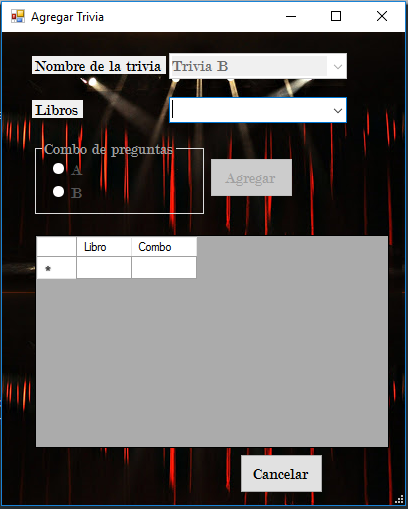 Agregar Trivia
Nombre de la trivia Trivia B
Libros
Combo de preguntas
A
B
Agregar
Libro Combo
*
Cancelar